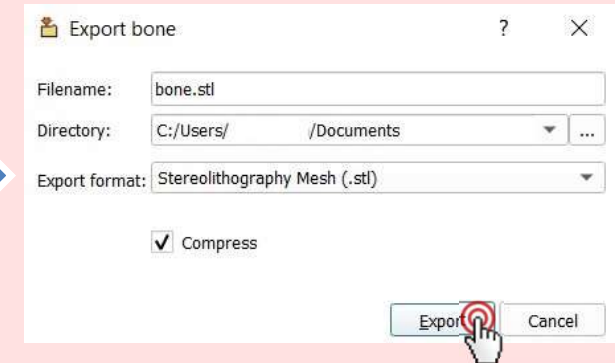 Export bone ?
Filename: bone.stl
Directory: C:/Users/ /Documents ...
Export format: Stereolithography Mesh (.stl)
Compress
Export Cancel